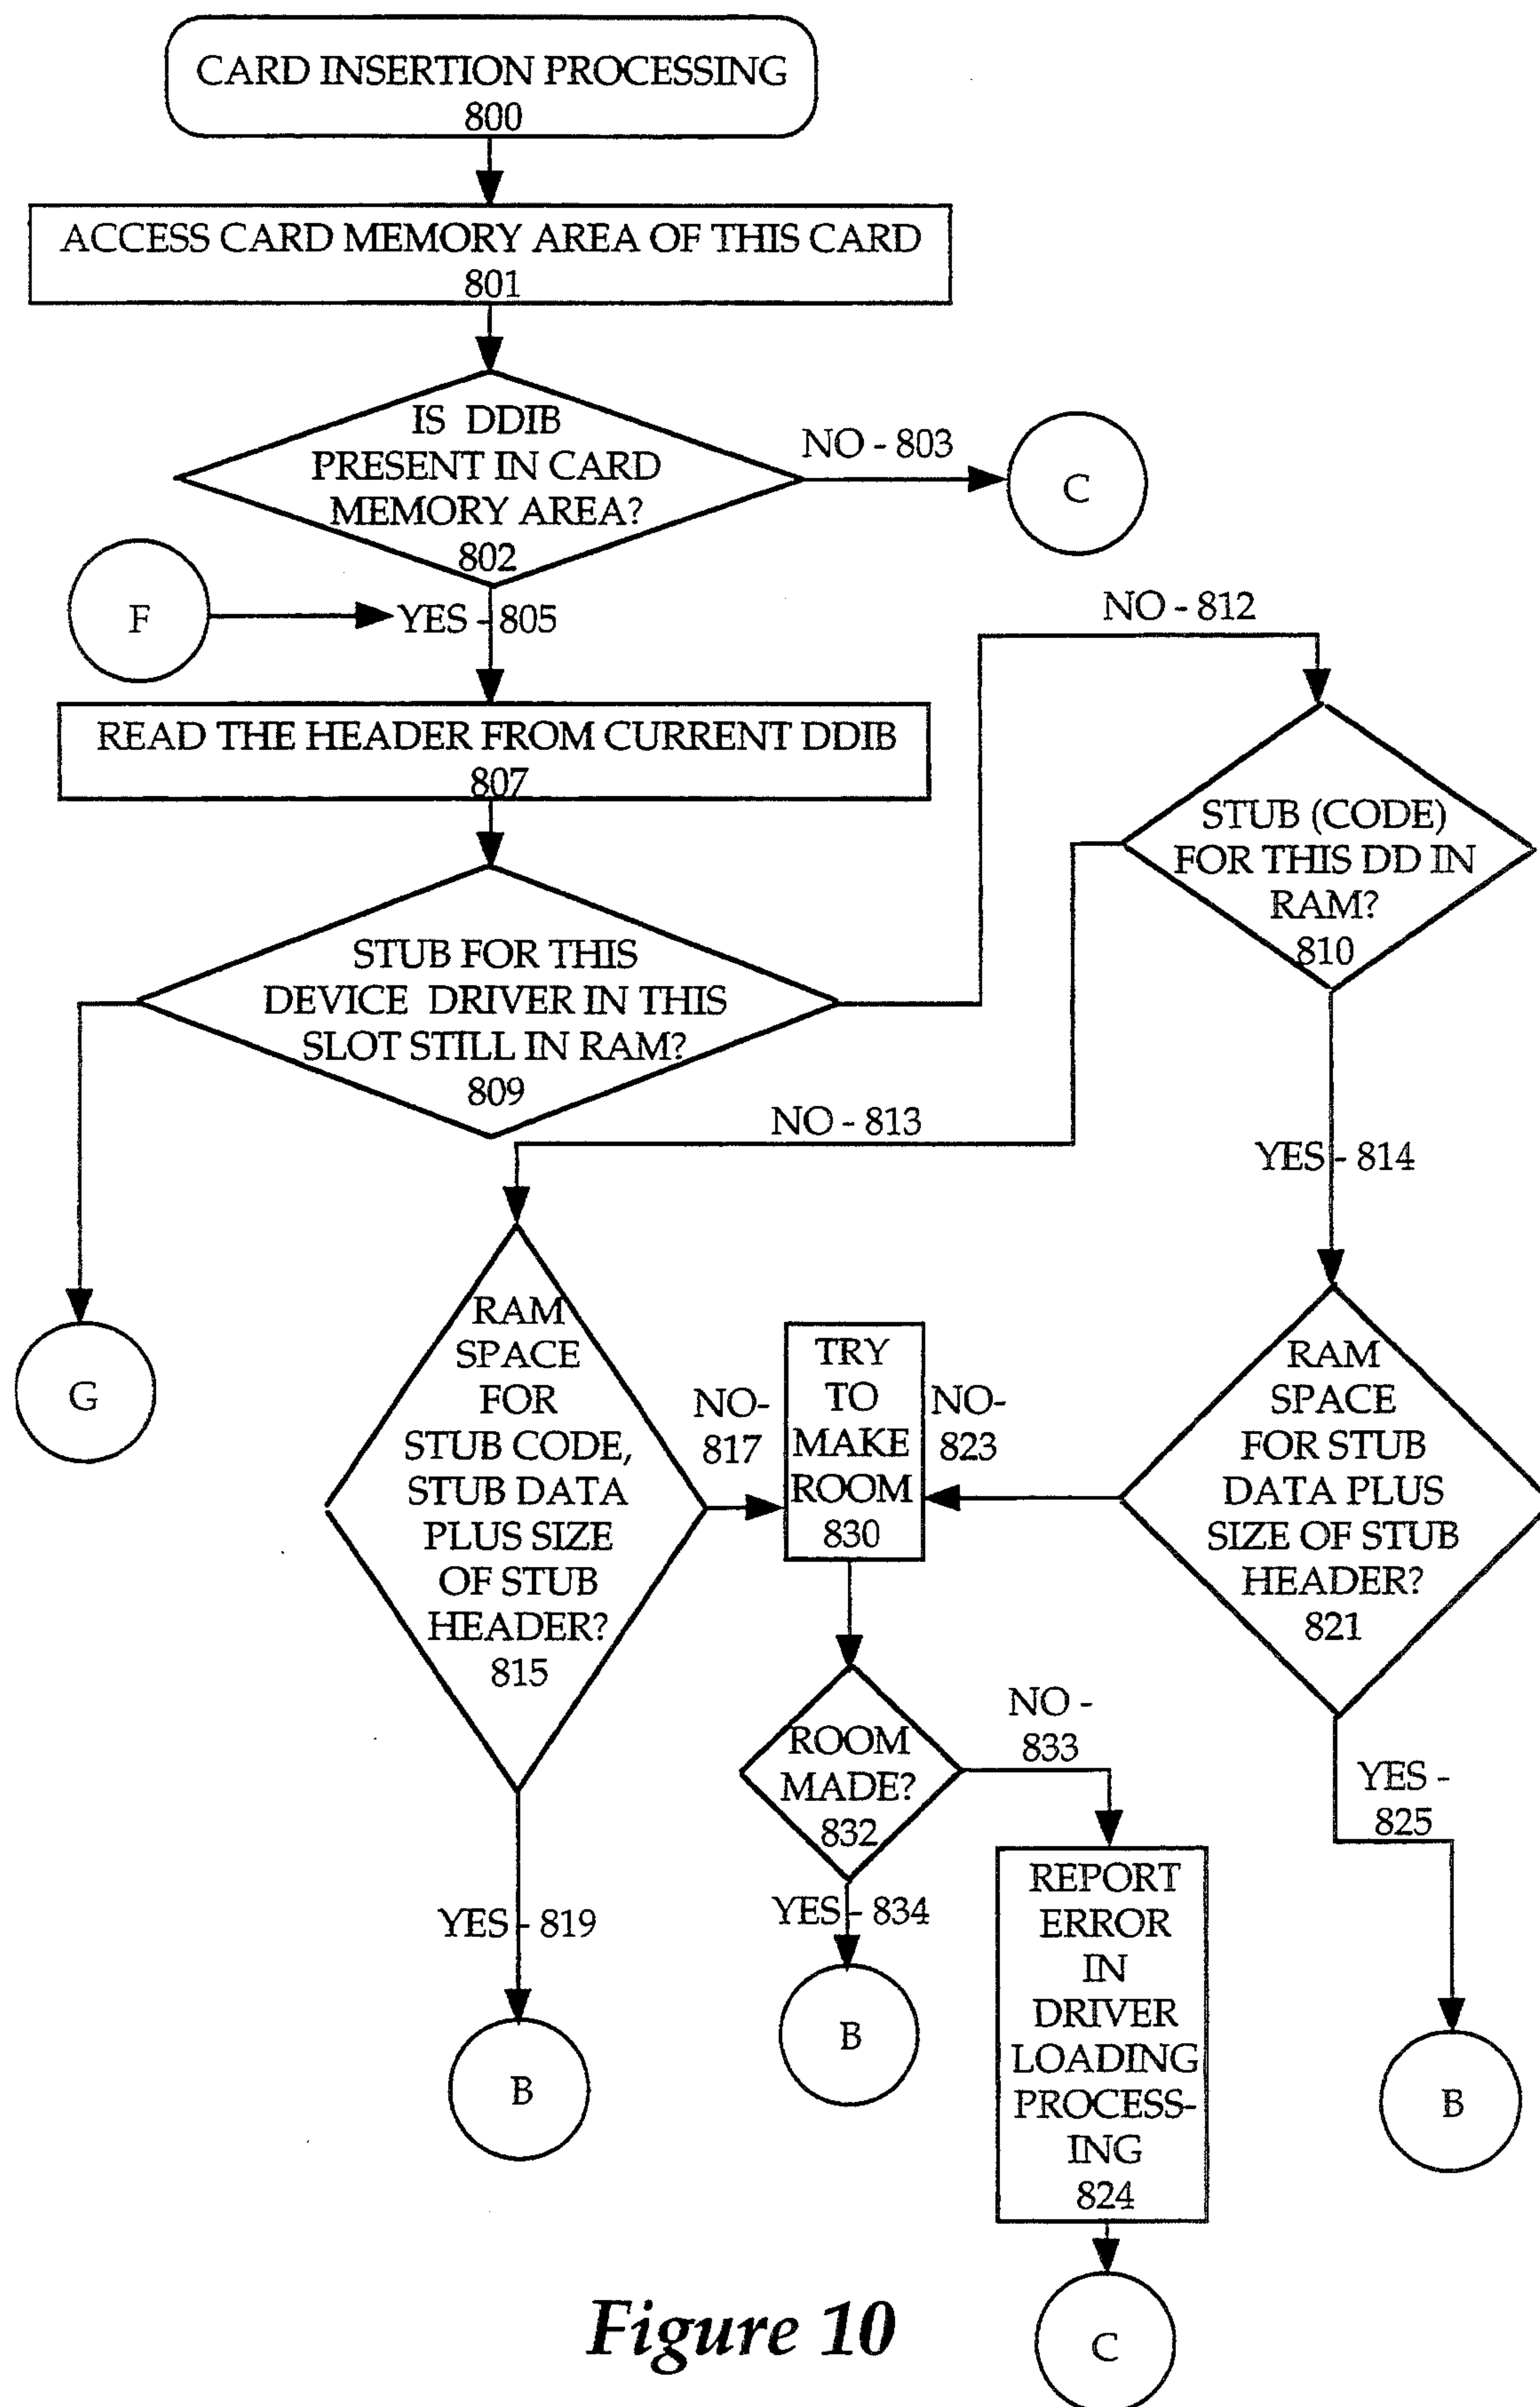 CARD INSERTION PROCESSING
800
ACCESS CARD MEMORY AREA OF THIS CARD
801
IS DDIB
PRESENT IN CARD
MEMORY AREA?
802
NO - 803
C
F
YES - 805
READ THE HEADER FROM CURRENT DDIB
807
NO - 812
STUB (CODE)
FOR THIS DD IN
RAM?
810
STUB FOR THIS
DEVICE DRIVER IN THIS
SLOT STILL IN RAM?
809
NO - 813
YES - 814
G
RAM
SPACE
FOR
STUB CODE,
STUB DATA
PLUS SIZE
OF STUB
HEADER?
815
NO-
817
TRY
TO
MAKE
ROOM
830
NO-
823
RAM
SPACE
FOR STUB
DATA PLUS
SIZE OF STUB
HEADER?
821
ROOM
MADE?
832
NO -
833
YES -
825
YES - 819
YES - 834
REPORT
ERROR
IN
DRIVER
LOADING
PROCESS-
ING
824
B
B
B
C
Figure 10